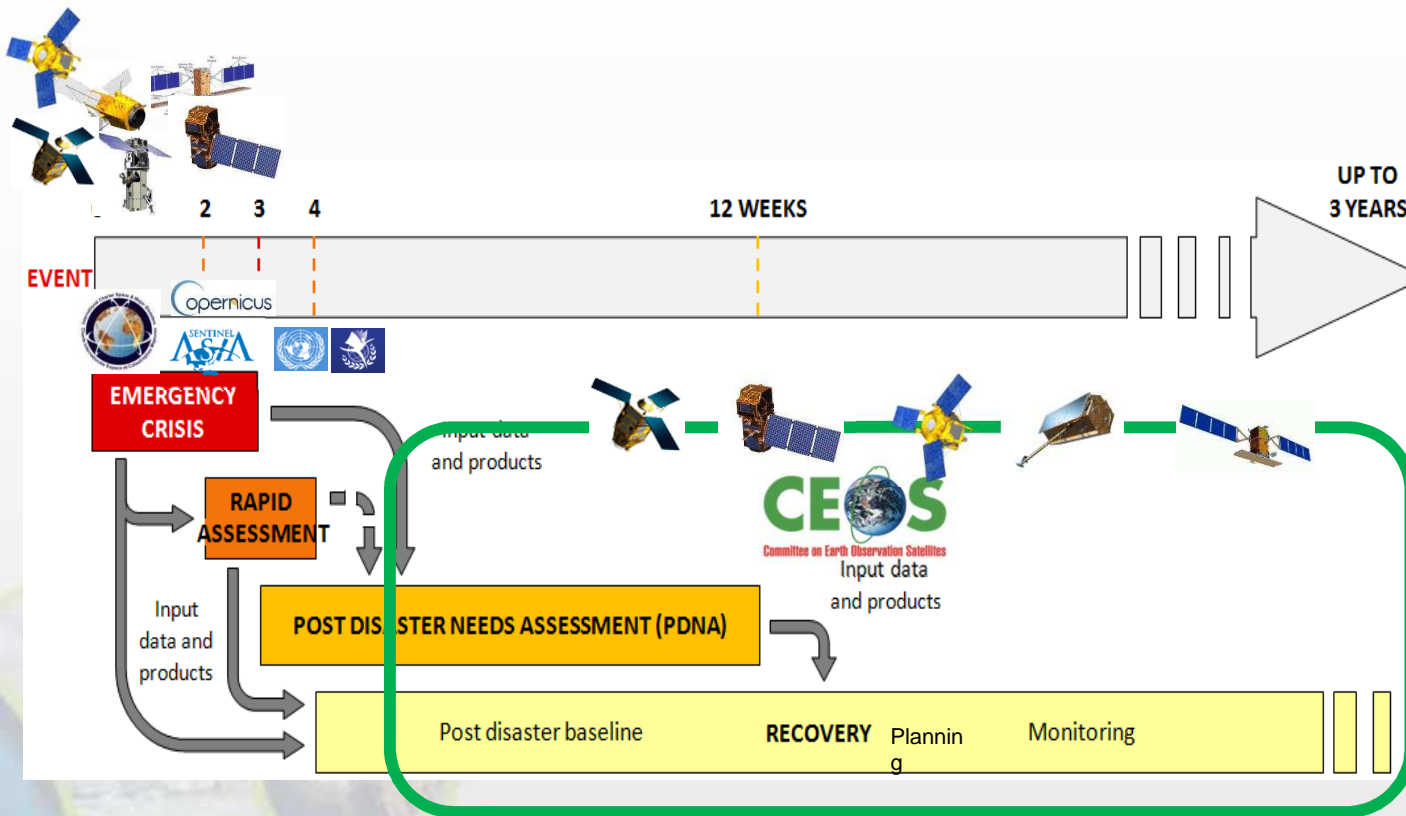 UP TO
3 YEARS
2 3 4 12 WEEKS
EVENT
opernicus
SENTINEL
ASIA
EMERGENCY
CRISIS
Input data
and products
RAPID
ASSESSMENT
CEOS
Committee on Earth Observation Satellites
Input data
and products
Input
data and
products
POST DISASTER NEEDS ASSESSMENT (PDNA)
Post disaster baseline RECOVERY Plannin
g
Monitoring